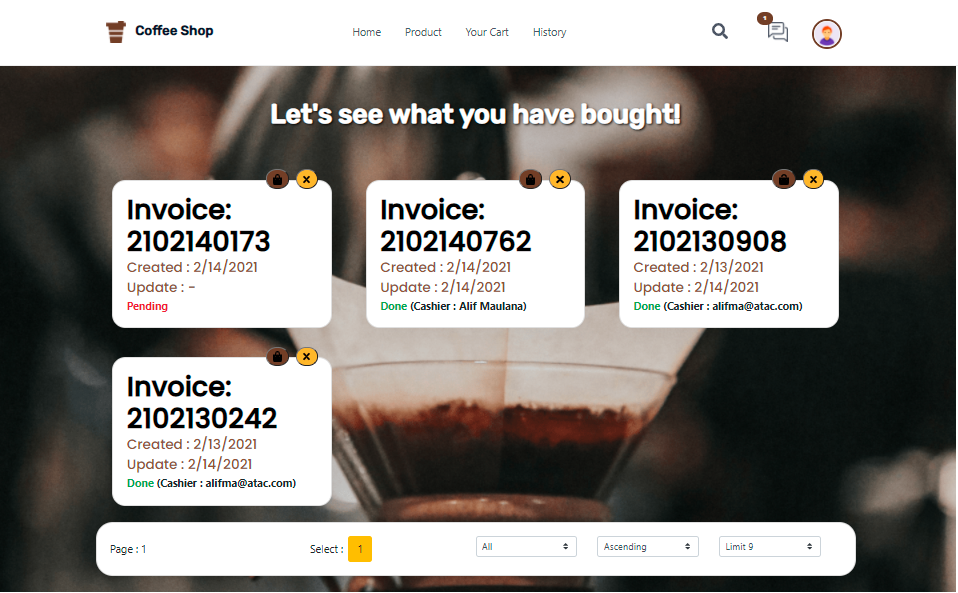 Coffee Shop
Home
Product
Your Cart
History
1
Let's see what you have bought!
Invoice:
2102140173
Created : 2/14/2021
Update : -
Pending
Invoice:
2102140762
Created : 2/14/2021
Update : 2/14/2021
Done (Cashier : Alif Maulana)
Invoice:
2102130908
Created : 2/13/2021
Update : 2/14/2021
Done (Cashier : alifma@atac.com)
Invoice:
2102130242
Created : 2/13/2021
Update : 2/14/2021
Done (Cashier : alifma@atac.com)
Page : 1
Select : 1
All
Ascending
Limit 9